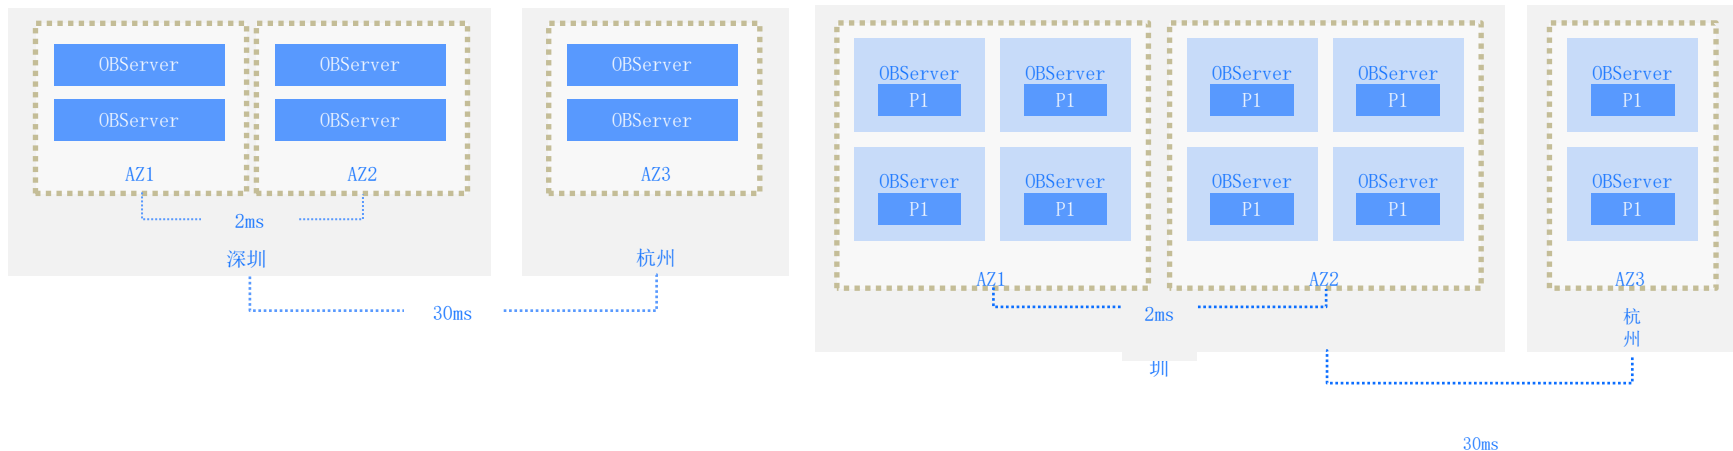 OBServer
OBServer
AZ1
OBServer
OBServer
AZ2
2ms
深圳
OBServer
OBServer
AZ3
杭州
30ms
OBServer
P1
OBServer
P1
OBServer
P1
OBServer
P1
AZ1
OBServer
P1
OBServer
P1
OBServer
P1
OBServer
P1
AZ2
2ms
圳
OBServer
P1
OBServer
P1
AZ3
杭
州
30ms